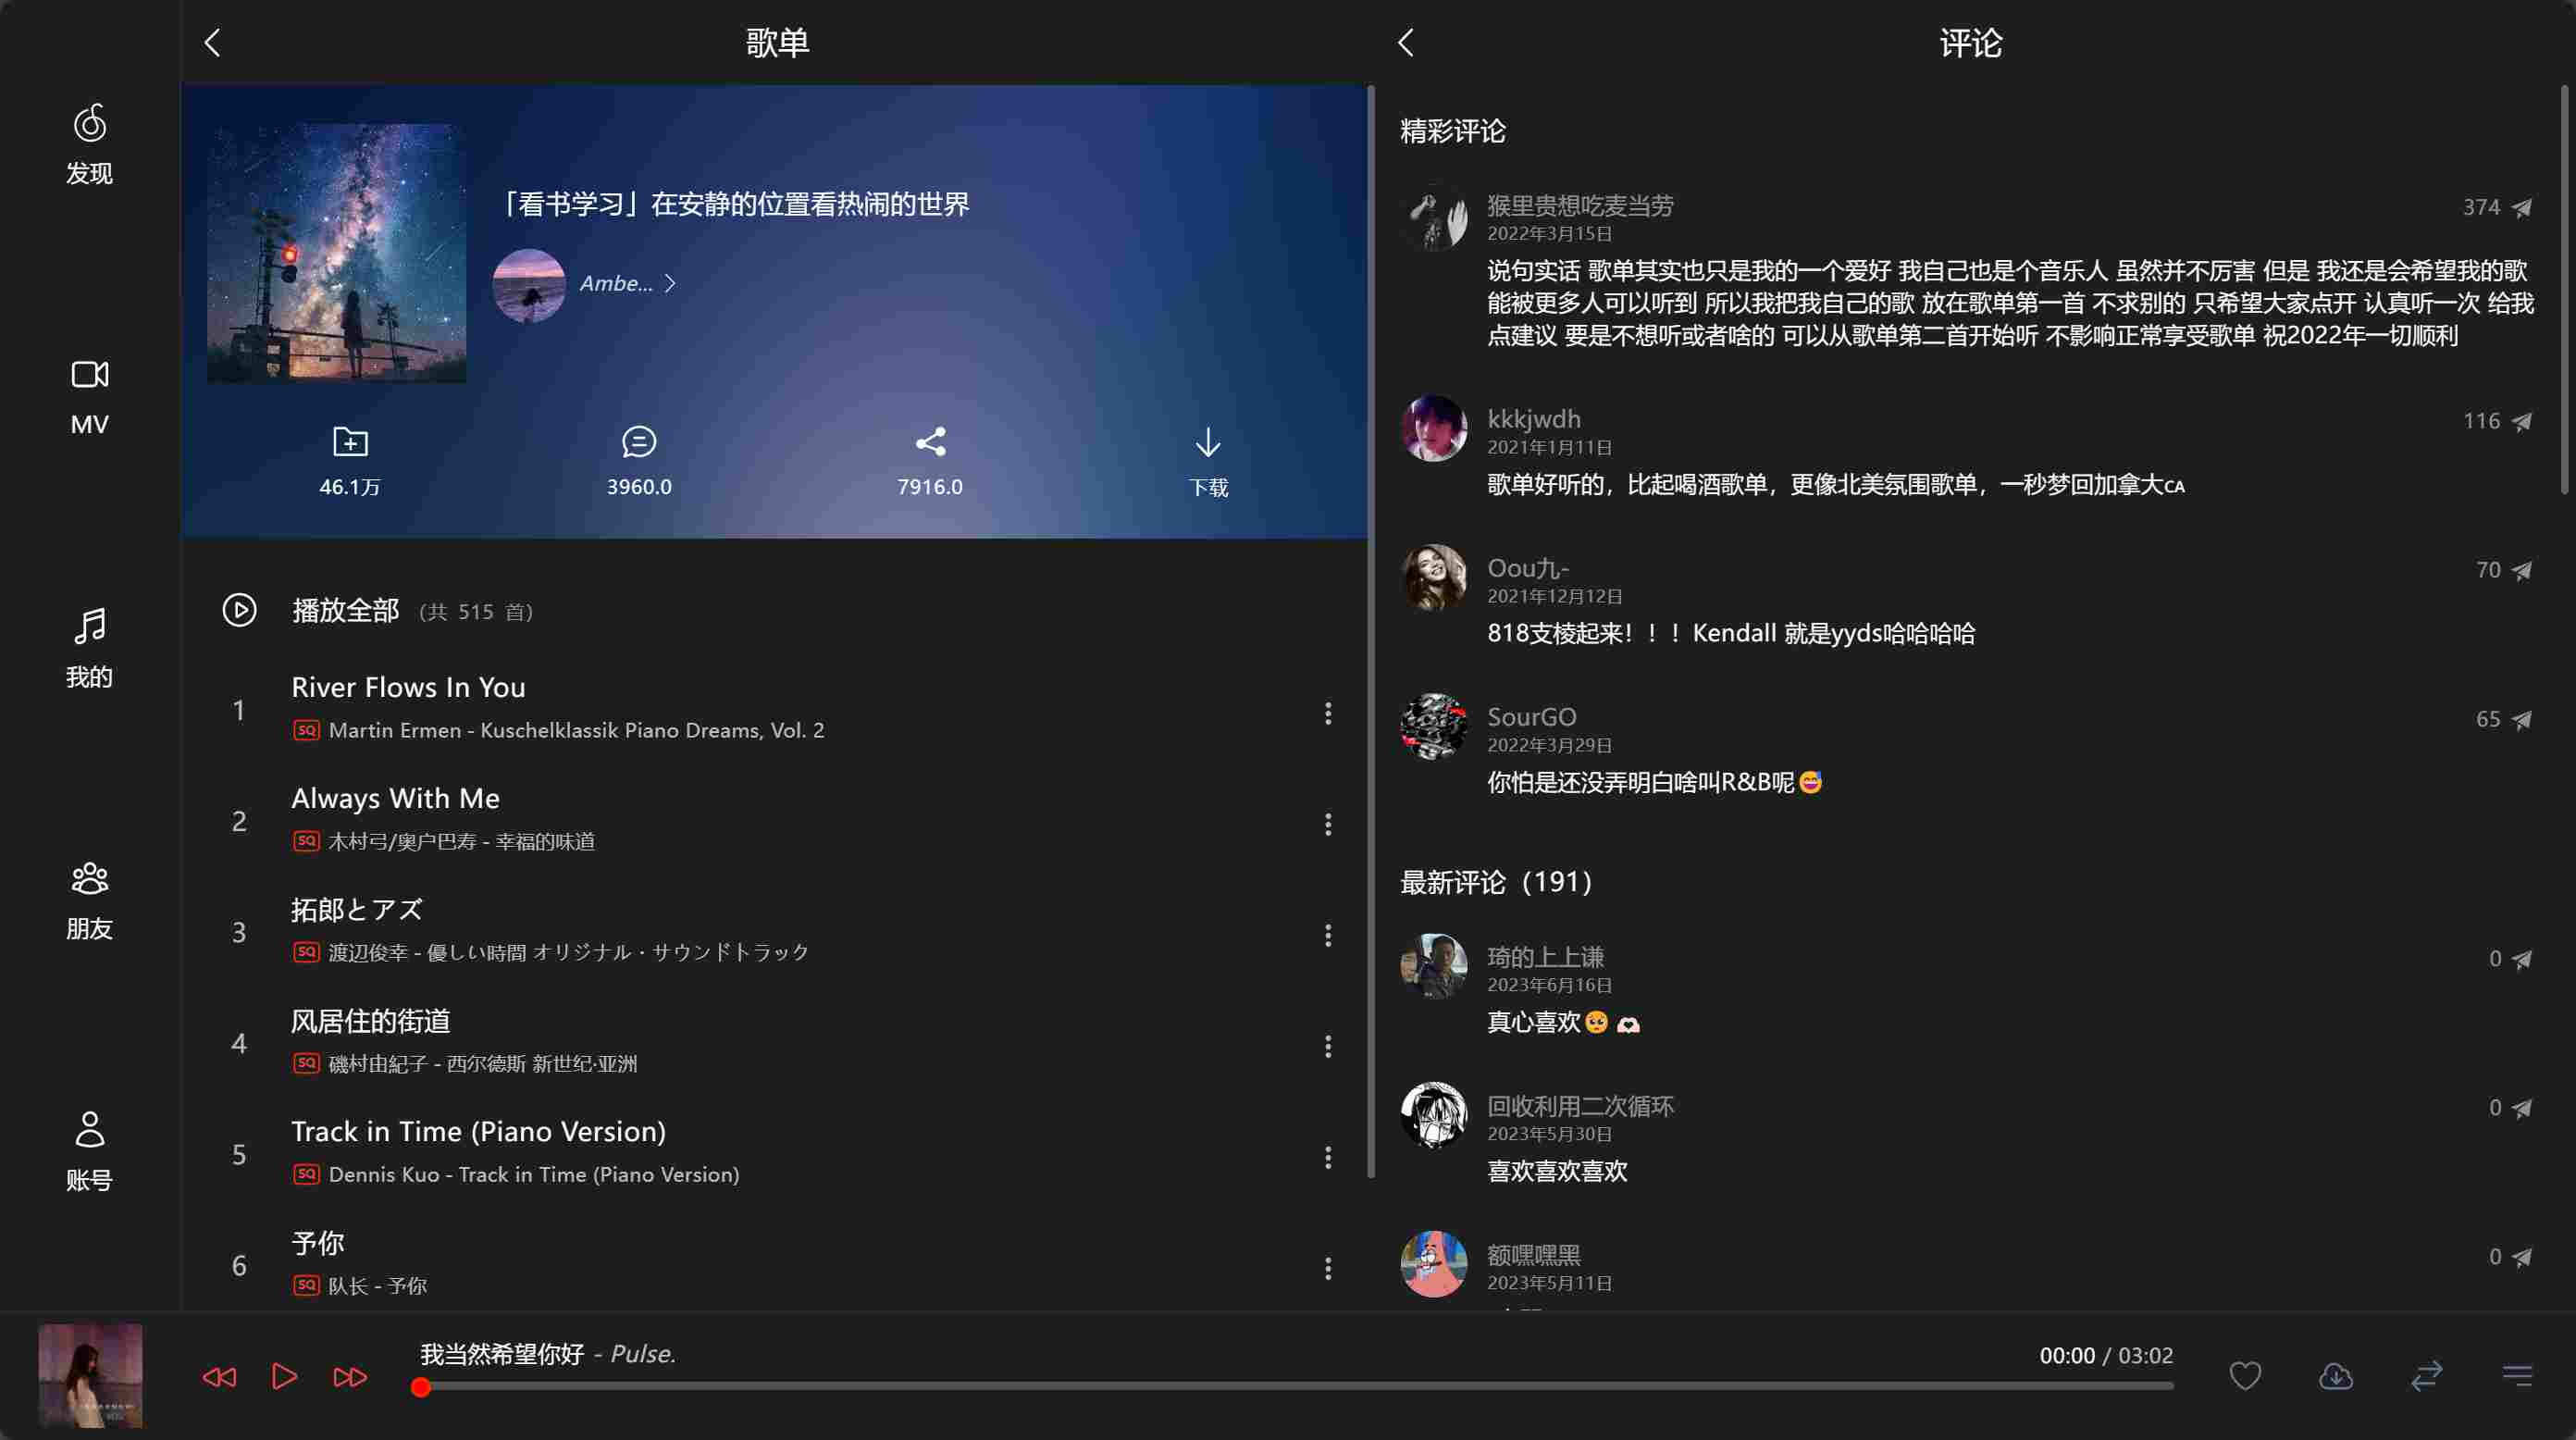 歌单
评论
发现
MV
我的
朋友
账号
「看书学习」在安静的位置看热闹的世界
Ambe...
46.1万
3960.0
7916.0
下载
播放全部 (共 515 首)
1
River Flows In You
SQ Martin Ermen - Kuschelklassik Piano Dreams, Vol. 2
2
Always With Me
SQ 木村弓/奥户巴寿 - 幸福的味道
3
拓郎とアズ
SQ 渡辺俊幸 - 優しい時間 オリジナル・サウンドトラック
4
风居住的街道
SQ 磯村由紀子 - 西尔德斯 新世纪·亚洲
5
Track in Time (Piano Version)
SQ Dennis Kuo - Track in Time (Piano Version)
6
予你
SQ 队长 - 予你
精彩评论
猴里贵想吃麦当劳
374
2022年3月15日
说句实话 歌单其实也只是我的一个爱好 我自己也是个音乐人 虽然并不厉害 但是 我还是会希望我的歌
能被更多人可以听到 所以我把我自己的歌 放在歌单第一首 不求别的 只希望大家点开 认真听一次 给我
点建议 要是不想听或者啥的 可以从歌单第二首开始听 不影响正常享受歌单 祝2022年一切顺利
kkkjwdh
116
2021年1月11日
歌单好听的，比起喝酒歌单，更像北美氛围歌单，一秒梦回加拿大🇨🇦
Oou九-
70
2021年12月12日
818支棱起来！！！Kendall 就是yyds哈哈哈哈
SourGO
65
2022年3月29日
你怕是还没弄明白啥叫R&B呢😅
最新评论（191）
琦的上上谦
0
2023年6月16日
真心喜欢🥺🫶🏻
回收利用二次循环
0
2023年5月30日
喜欢喜欢喜欢
额嘿嘿黑
0
2023年5月11日
我当然希望你好 - Pulse.
00:00 / 03:02